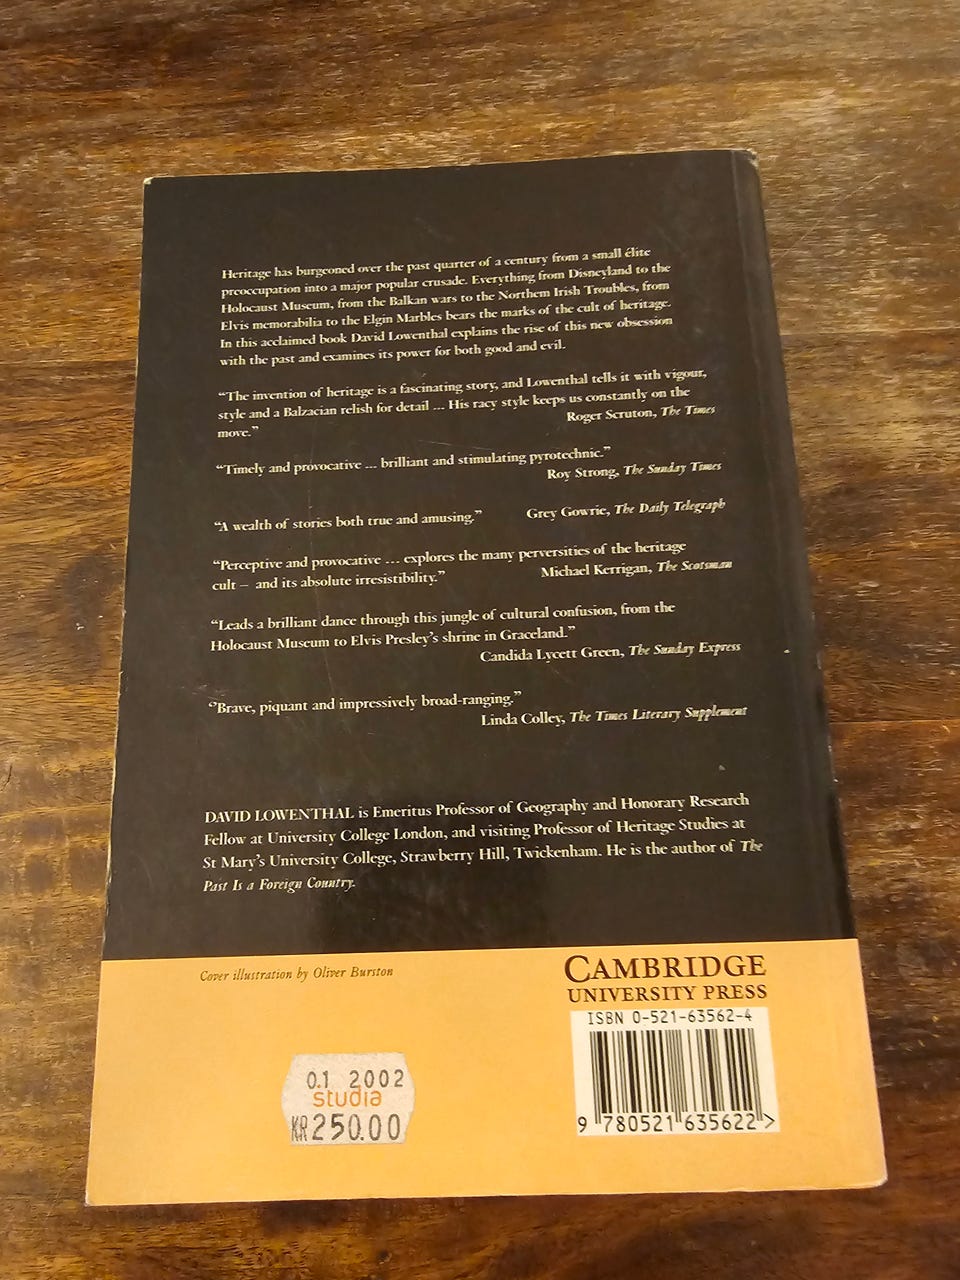 Heritage has burgeoned over the past quarter of a century from a small élite
preoccupation into a major popular crusade. Everything from Disneyland to the
Holocaust Museum, from the Balkan wars to the Northern Irish Troubles, from
Elvis memorabilia to the Elgin Marbles bears the marks of the cult of heritage.
In this acclaimed book David Lowenthal explains the rise of this new obsession
with the past and examines its power for both good and evil.
“The invention of heritage is a fascinating story, and Lowenthal tells it with vigour,
style and a Balzacian relish for detail ... His racy style keeps us constantly on the
move.” Roger Scruton, The Times
“Timely and provocative ... brilliant and stimulating pyrotechnic.”
Roy Strong, The Sunday Times
“A wealth of stories both true and amusing.” Grey Gowrie, The Daily Telegraph
“Perceptive and provocative ... explores the many perversities of the heritage
cult – and its absolute irresistibility.” Michael Kerrigan, The Scotsman
“Leads a brilliant dance through this jungle of cultural confusion, from the
Holocaust Museum to Elvis Presley’s shrine in Graceland.”
Candida Lycett Green, The Sunday Express
“Brave, piquant and impressively broad-ranging.”
Linda Colley, The Times Literary Supplement
DAVID LOWENTHAL is Emeritus Professor of Geography and Honorary Research
Fellow at University College London, and visiting Professor of Heritage Studies at
St Mary’s University College, Strawberry Hill, Twickenham. He is the author of The
Past Is a Foreign Country.
Cover illustration by Oliver Burston
CAMBRIDGE
UNIVERSITY PRESS
ISBN 0-521-63562-4
9 780521 635622 >
01 2002
studia
KR250.00